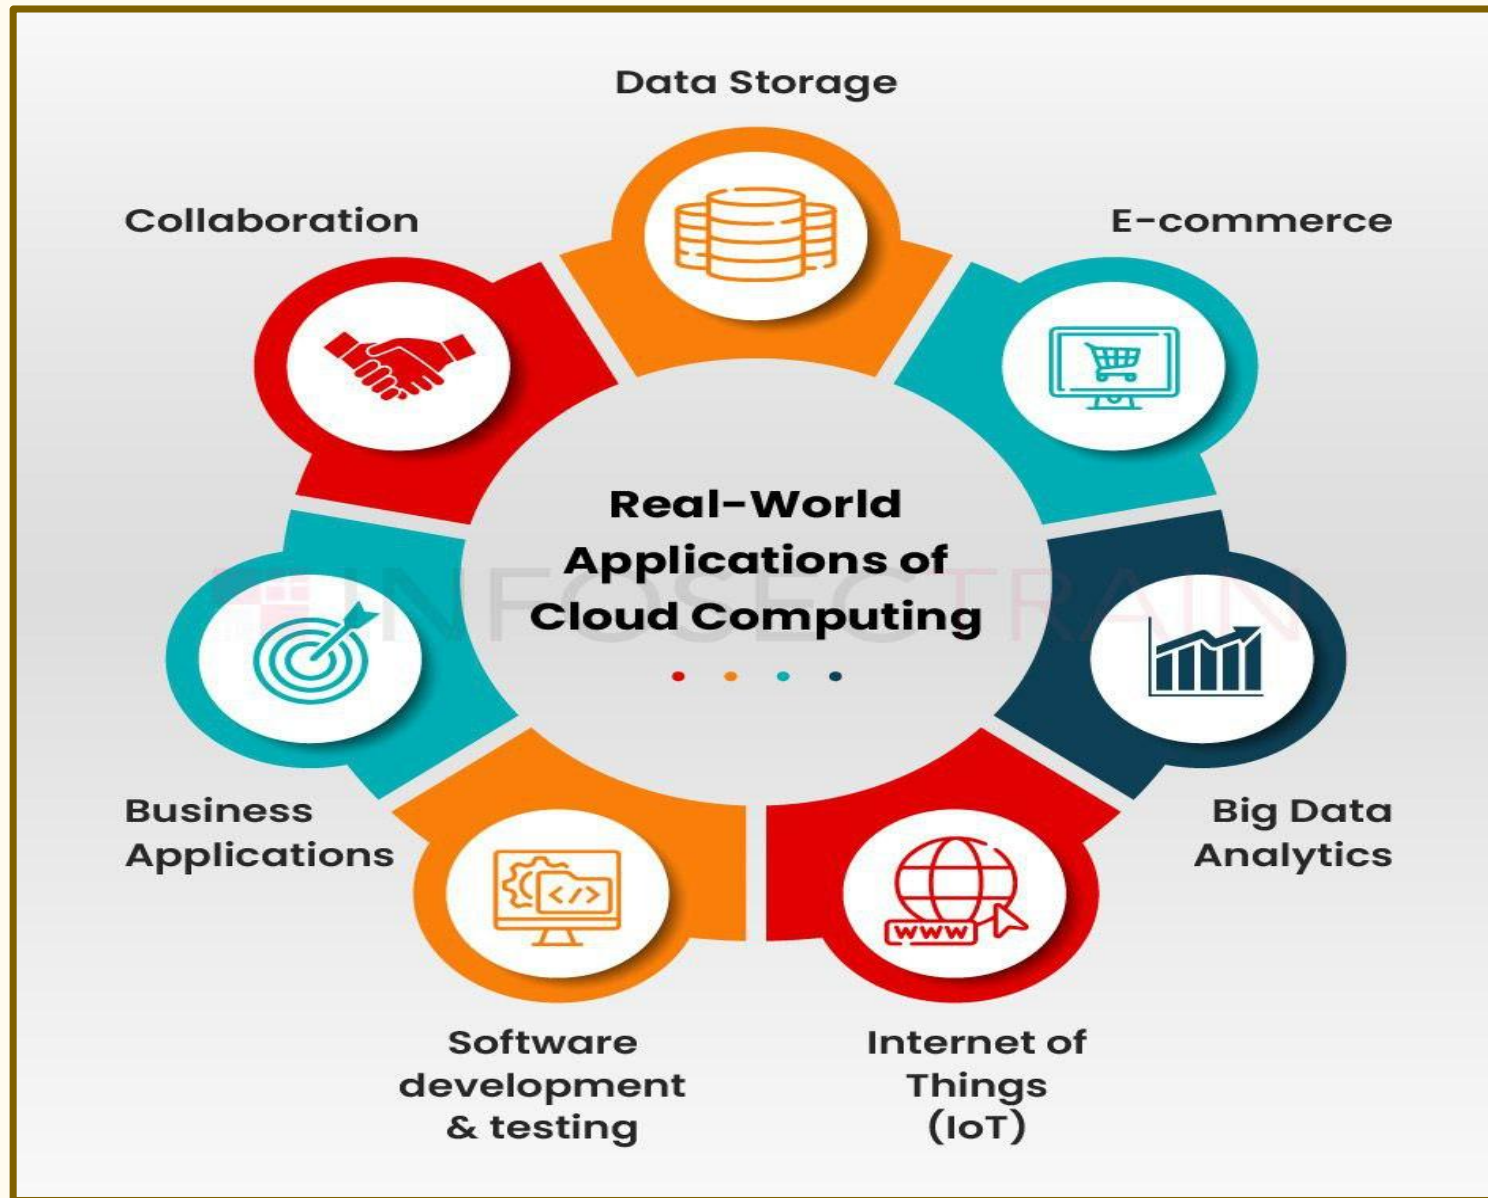 Data Storage
Collaboration
E-commerce
Real-World
Applications of
Cloud Computing
INFOSECTRAIN
Business
Applications
Big Data
Analytics
Software
development
& testing
Internet of
Things
(IoT)
www